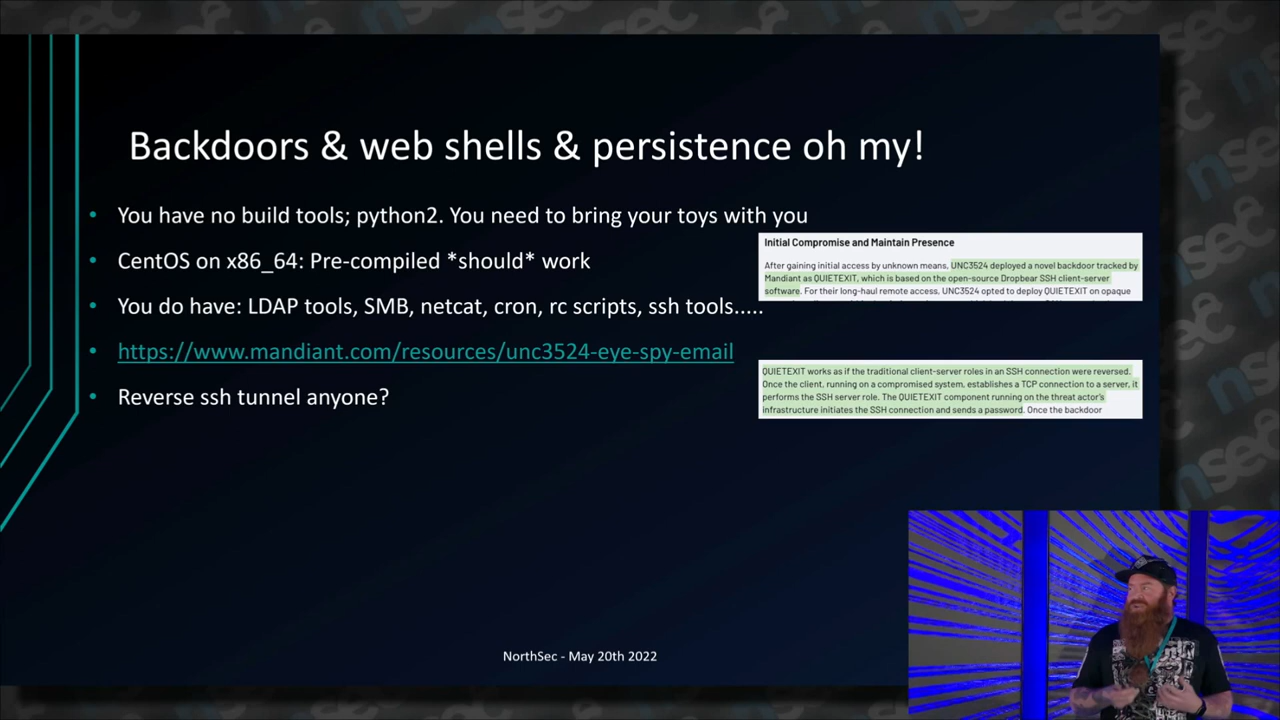 Backdoors & web shells & persistence oh my!
• You have no build tools; python2. You need to bring your toys with you
• CentOS on x86_64: Pre-compiled *should* work
• You do have: LDAP tools, SMB, netcat, cron, rc scripts, ssh tools.....
• https://www.mandiant.com/resources/unc3524-eye-spy-email
• Reverse ssh tunnel anyone?
Initial Compromise and Maintain Presence
After gaining initial access by unknown means, UNC3524 deployed a novel backdoor tracked by
Mandiant as QUIETEXIT, which is based on the open-source Dropbear SSH client-server
software. For their long-haul remote access, UNC3524 opted to deploy QUIETEXIT on opaque
QUIETEXIT works as if the traditional client-server roles in an SSH connection were reversed.
Once the client, running on a compromised system, establishes a TCP connection to a server, it
performs the SSH server role. The QUIETEXIT component running on the threat actor's
infrastructure initiates the SSH connection and sends a password. Once the backdoor
NorthSec - May 20th 2022
nsec